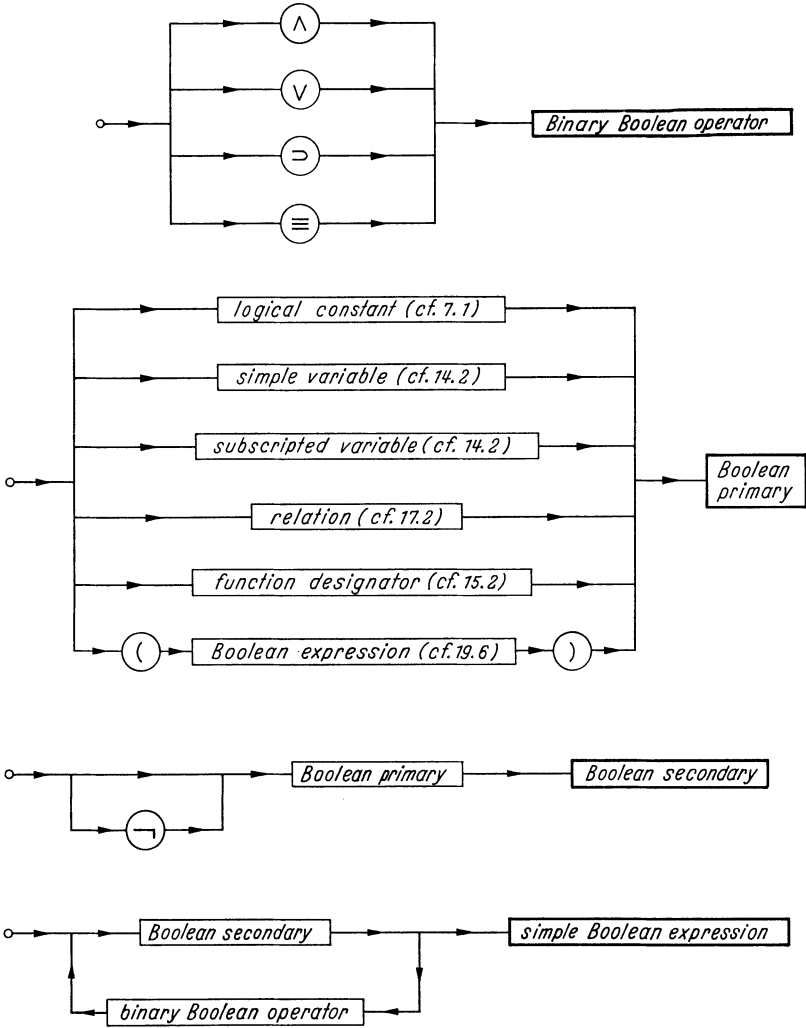 ∧
∨
Binary Boolean operator
⊃
≡
logical constant (cf. 7.1)
simple variable (cf. 14.2)
subscripted variable (cf. 14.2)
Boolean
primary
relation (cf. 17.2)
function designator (cf. 15.2)
( Boolean expression (cf. 19.6) )
Boolean primary Boolean secondary
¬
Boolean secondary simple Boolean expression
binary Boolean operator